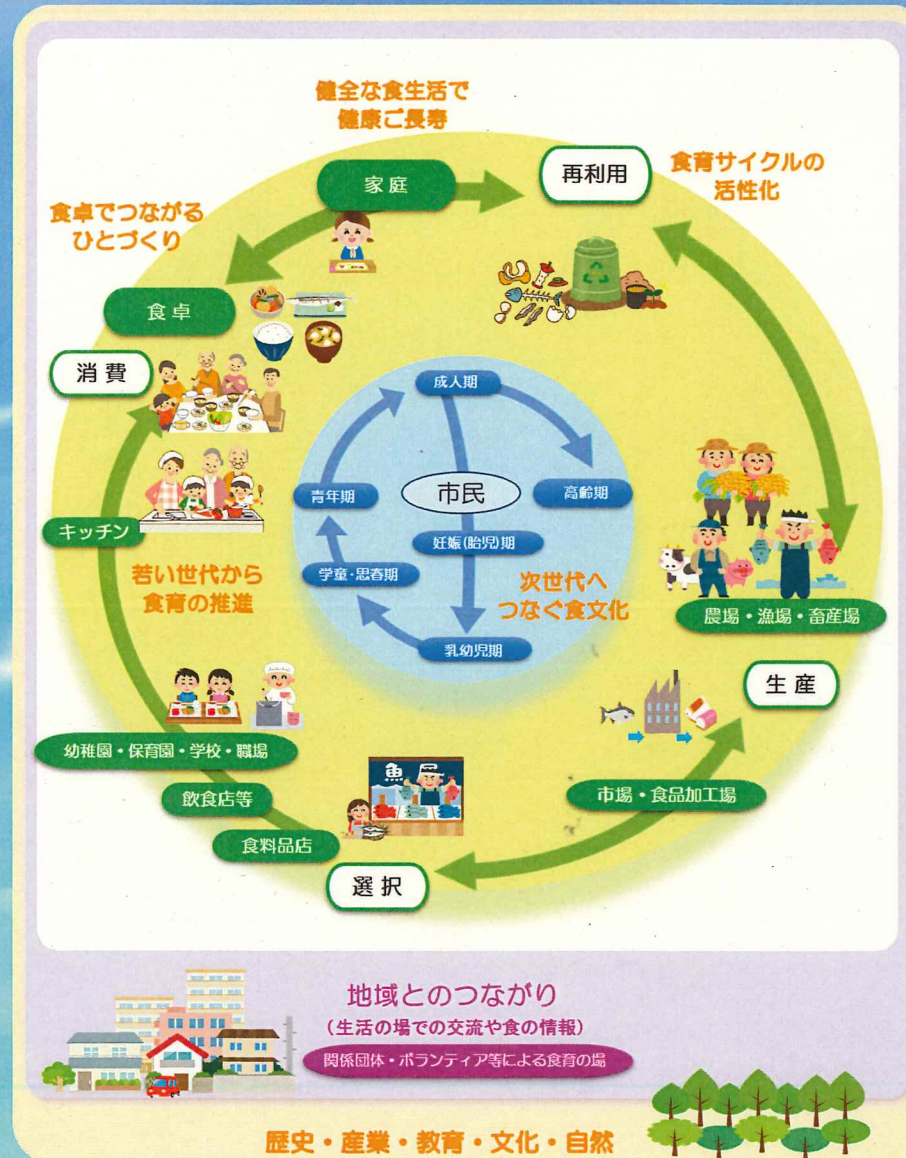 健全な食生活で
健康ご長寿
家庭
再利用
食育サイクルの
活性化
食卓でつながる
ひとづくり
食卓
消費
成人期
青年期
市民
高齢期
キッチン
妊娠(胎児)期
若い世代から
食育の推進
学童・思春期
次世代へ
つなぐ食文化
乳幼児期
農場・漁場・畜産場
生産
幼稚園・保育園・学校・職場
魚屋
市場・食品加工場
飲食店等
食料品店
選択
地域とのつながり
(生活の場での交流や食の情報)
関係団体・ボランティア等による食育の場
歴史・産業・教育・文化・自然